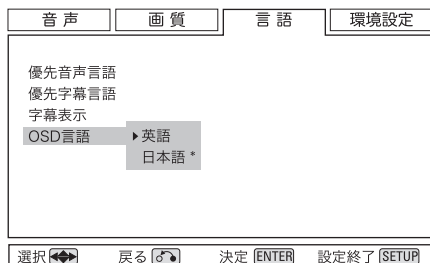 音声 画質 言語 環境設定
優先音声言語
優先字幕言語
字幕表示
OSD言語 ▶英語
日本語 *
選択 戻る 決定 ENTER 設定終了 SETUP